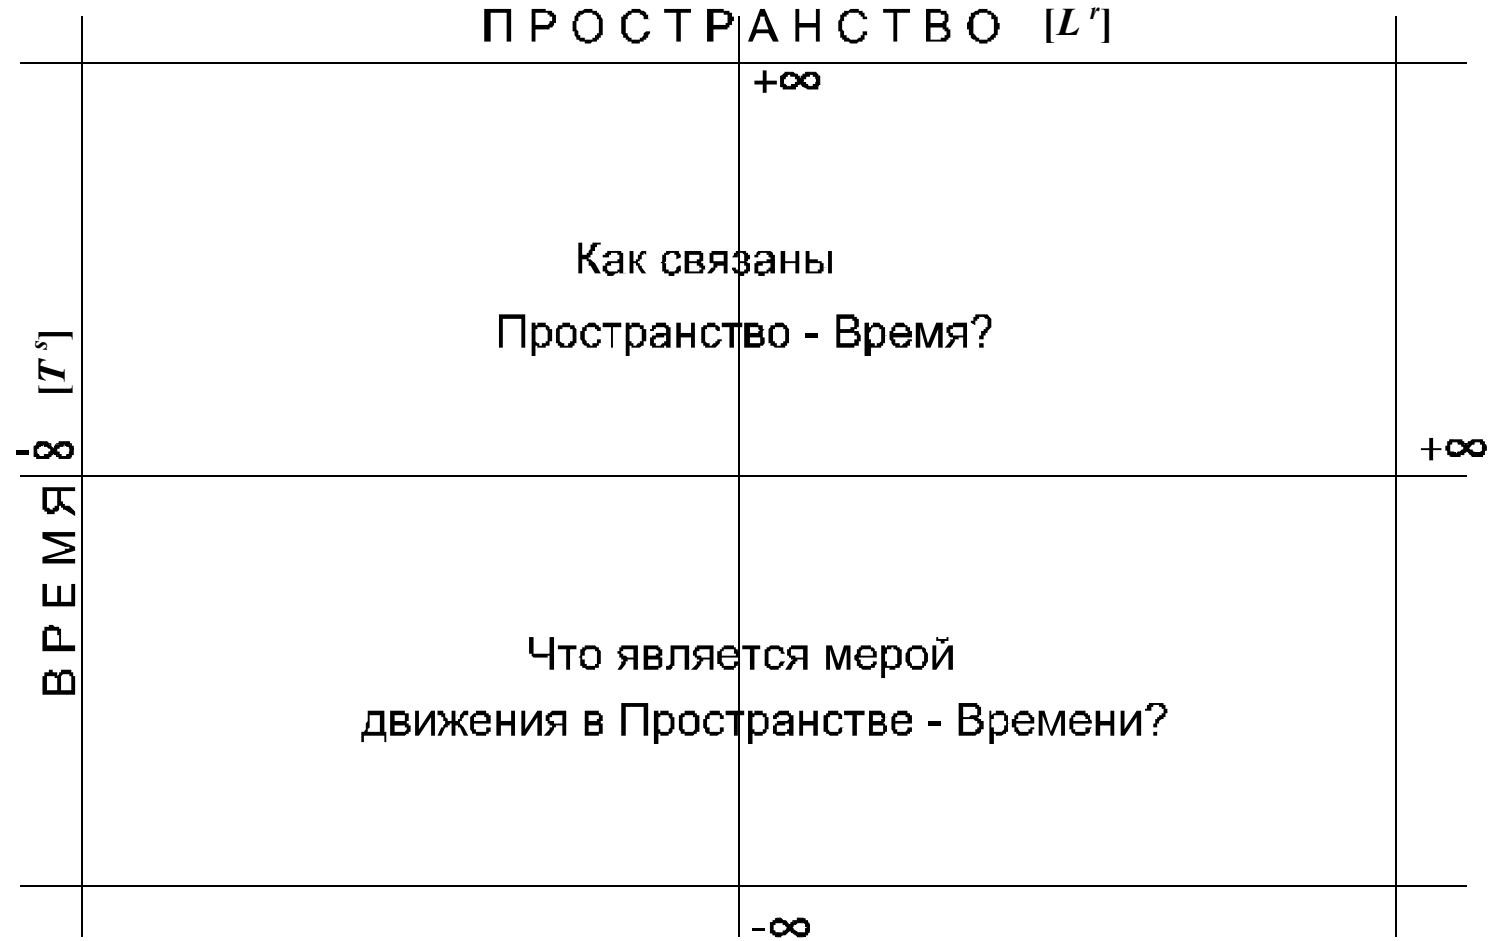 ПРОСТРАНСТВО [L r]
+∞
Как связаны
Пространство - Время?
ВРЕМЯ [T s]
-∞
+∞
Что является мерой
движения в Пространстве - Времени?
-∞